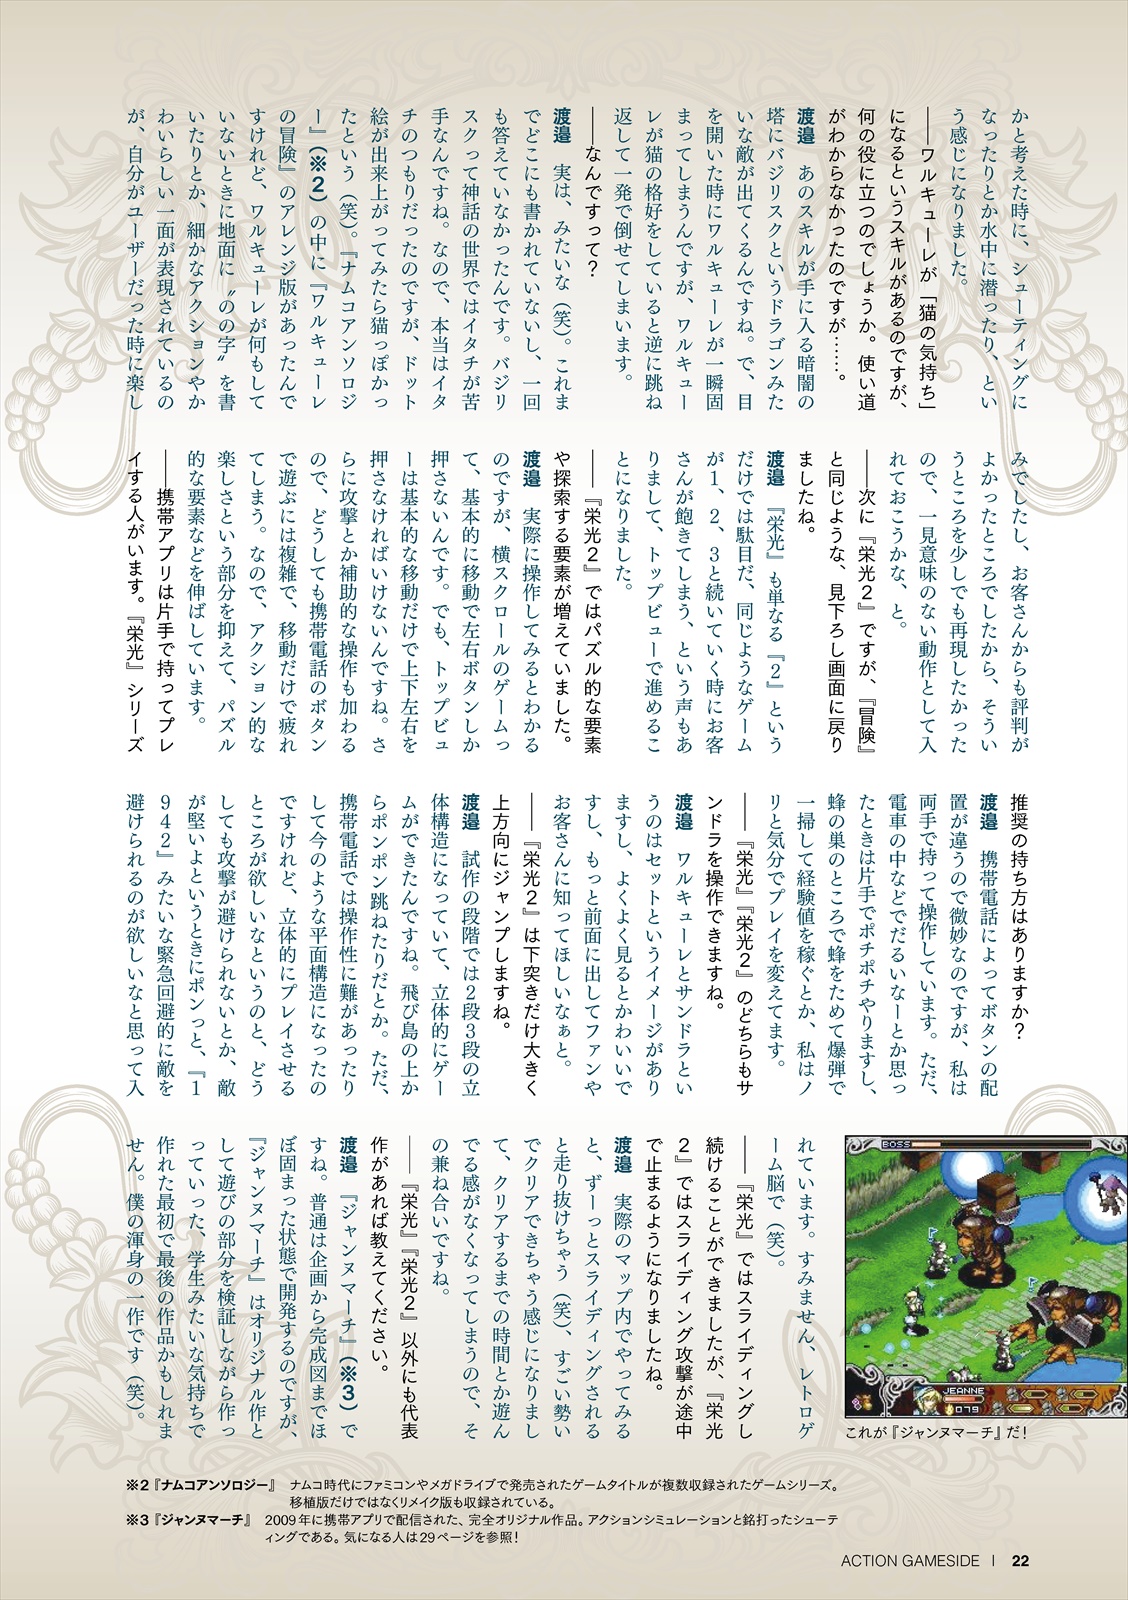 かと考えた時に、シューティングに
なったりとか水中に潜ったり、とい
う感じになりました。
――ワルキューレが「猫の気持ち」
になるというスキルがあるのですが、
何の役に立つのでしょうか。使い道
がわからなかったのですが……。
渡邉　あのスキルが手に入る暗闇の
塔にバジリスクというドラゴンみた
いな敵が出てくるんですね。で、目
を開いた時にワルキューレが一瞬固
まってしまうんですが、ワルキュー
レが猫の格好をしていると逆に跳ね
返して一発で倒せてしまいます。
――なんですって？
渡邉　実は、みたいな（笑）。これま
でどこにも書かれていないし、一回
も答えていなかったんです。バジリ
スクって神話の世界ではイタチが苦
手なんですね。なので、本当はイタ
チのつもりだったのですが、ドット
絵が出来上がってみたら猫っぽかっ
たという（笑）。『ナムコアンソロジ
ー』（※２）の中に『ワルキューレ
の冒険』のアレンジ版があったんで
すけれど、ワルキューレが何もして
いないときに地面に〝のの字〟を書
いたりとか、細かなアクションやか
わいらしい一面が表現されているの
が、自分がユーザーだった時に楽し
みでしたし、お客さんからも評判が
よかったところでしたから、そうい
うところを少しでも再現したかった
ので、一見意味のない動作として入
れておこうかな、と。
――次に『栄光２』ですが、『冒険』
と同じような、見下ろし画面に戻り
ましたね。
渡邉　『栄光』も単なる『２』という
だけでは駄目だ、同じようなゲーム
が１、２、３と続いていく時にお客
さんが飽きてしまう、という声もあ
りまして、トップビューで進めるこ
とになりました。
――『栄光２』ではパズル的な要素
や探索する要素が増えていました。
渡邉　実際に操作してみるとわかる
のですが、横スクロールのゲームっ
て、基本的に移動で左右ボタンしか
押さないんです。でも、トップビュ
ーは基本的な移動だけで上下左右を
押さなければいけないんですね。さ
らに攻撃とか補助的な操作も加わる
ので、どうしても携帯電話のボタン
で遊ぶには複雑で、移動だけで疲れ
てしまう。なので、アクション的な
楽しさという部分を抑えて、パズル
的な要素などを伸ばしています。
――携帯アプリは片手で持ってプレ
イする人がいます。『栄光』シリーズ
推奨の持ち方はありますか？
渡邉　携帯電話によってボタンの配
置が違うので微妙なのですが、私は
両手で持って操作しています。ただ、
電車の中などでだるいなーとか思っ
たときは片手でポチポチやりますし、
蜂の巣のところで蜂をためて爆弾で
一掃して経験値を稼ぐとか、私はノ
リと気分でプレイを変えてます。
――『栄光』『栄光２』のどちらもサ
ンドラを操作できますね。
渡邉　ワルキューレとサンドラとい
うのはセットというイメージがあり
ますし、よくよく見るとかわいいで
すし、もっと前面に出してファンや
お客さんに知ってほしいなぁと。
――『栄光２』は下突きだけ大きく
上方向にジャンプしますね。
渡邉　試作の段階では２段３段の立
体構造になっていて、立体的にゲー
ムができたんですね。飛び島の上か
らポンポン跳ねたりだとか。ただ、
携帯電話では操作性に難があったり
して今のような平面構造になったの
ですけれど、立体的にプレイさせる
ところが欲しいなというのと、どう
しても攻撃が避けられないとか、敵
が堅いよというときにポンっと、『１
９４２』みたいな緊急回避的に敵を
避けられるのが欲しいなと思って入
れています。すみません、レトロゲ
ーム脳で（笑）。
――『栄光』ではスライディングし
続けることができましたが、『栄光
２』ではスライディング攻撃が途中
で止まるようになりましたね。
渡邉　実際のマップ内でやってみる
と、ずーっとスライディングされる
と走り抜けちゃう（笑）、すごい勢い
でクリアできちゃう感じになりまし
て、クリアするまでの時間とか遊ん
でる感がなくなってしまうので、そ
の兼ね合いですね。
――『栄光』『栄光２』以外にも代表
作があれば教えてください。
渡邉　『ジャンヌマーチ』（※３）で
すね。普通は企画から完成図までほ
ぼ固まった状態で開発するのですが、
『ジャンヌマーチ』はオリジナル作と
して遊びの部分を検証しながら作っ
っていった、学生みたいな気持ちで
作れた最初で最後の作品かもしれま
せん。僕の渾身の一作です（笑）。
BOSS
JEANNE
079
これが『ジャンヌマーチ』だ！
※2『ナムコアンソロジー』　ナムコ時代にファミコンやメガドライブで発売されたゲームタイトルが複数収録されたゲームシリーズ。
移植版だけではなくリメイク版も収録されている。
※3『ジャンヌマーチ』　2009年に携帯アプリで配信された、完全オリジナル作品。アクションシミュレーションと銘打ったシューテ
ィングである。気になる人は29ページを参照！
ACTION GAMESIDE | 22